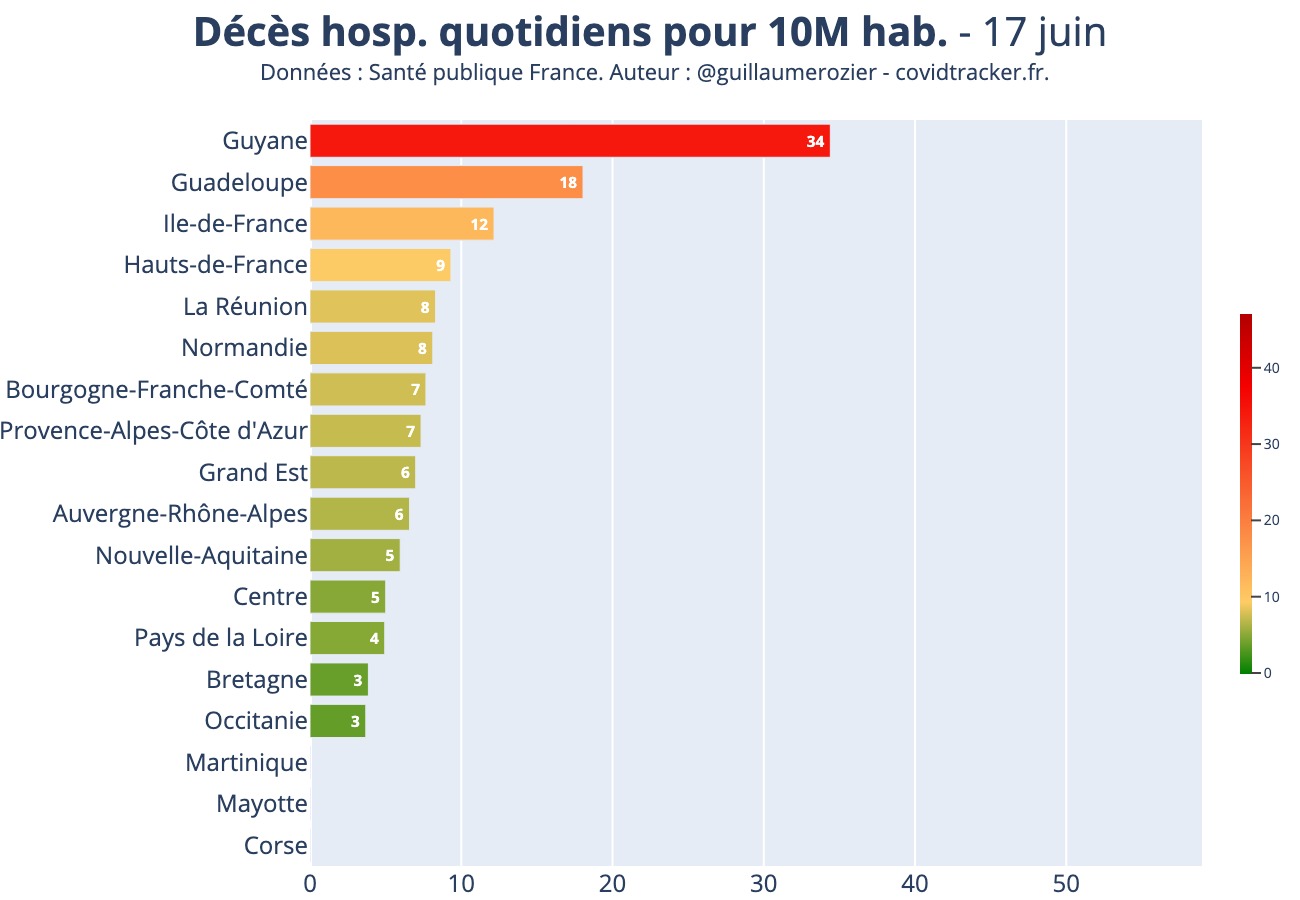 Décès hosp. quotidiens pour 10M hab. - 17 juin
Données : Santé publique France. Auteur : @guillaumerozier - covidtracker.fr.
Guyane 34
Guadeloupe 18
Ile-de-France 12
Hauts-de-France 9
La Réunion 8
Normandie 8
Bourgogne-Franche-Comté 7
Provence-Alpes-Côte d'Azur 7
Grand Est 6
Auvergne-Rhône-Alpes 6
Nouvelle-Aquitaine 5
Centre 5
Pays de la Loire 4
Bretagne 3
Occitanie 3
Martinique
Mayotte
Corse
0 10 20 30 40 50
40
30
20
10
0